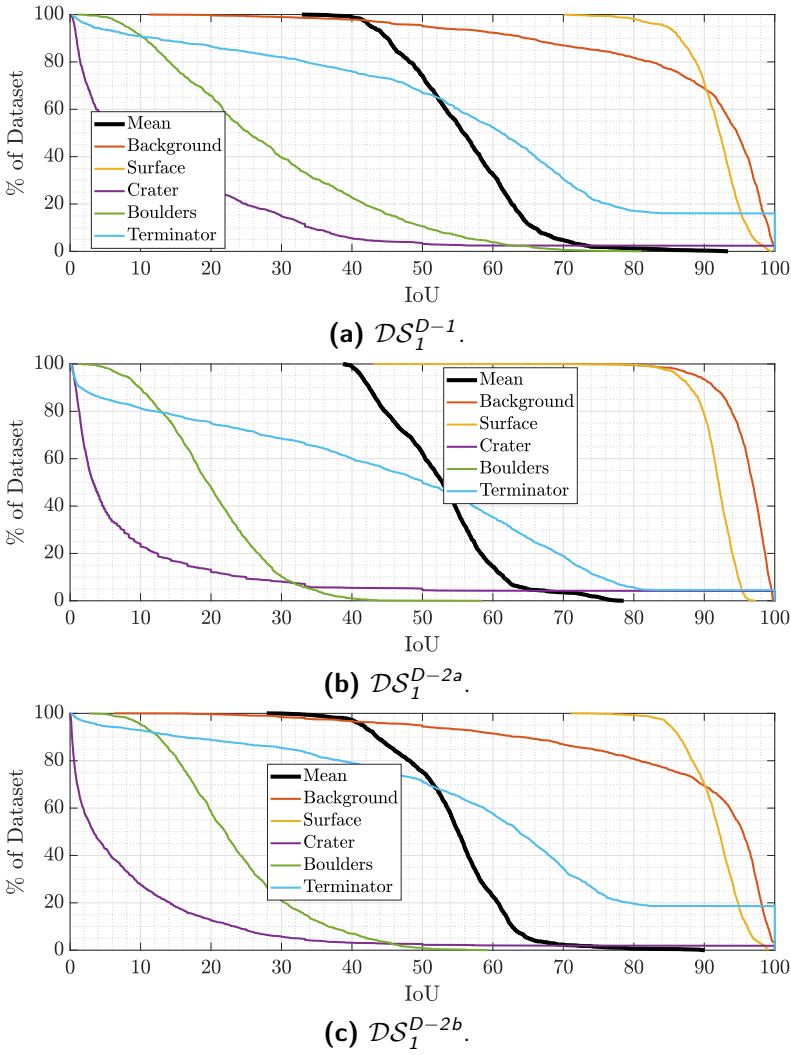 100
80
60
40
20
0
% of Dataset
Mean
Background
Surface
Crater
Boulders
Terminator
0 10 20 30 40 50 60 70 80 90 100
IoU
(a) DS₁ᴰ⁻¹.
100
80
60
40
20
0
% of Dataset
Mean
Background
Surface
Crater
Boulders
Terminator
0 10 20 30 40 50 60 70 80 90 100
IoU
(b) DS₁ᴰ⁻²ᵃ.
100
80
60
40
20
0
% of Dataset
Mean
Background
Surface
Crater
Boulders
Terminator
0 10 20 30 40 50 60 70 80 90 100
IoU
(c) DS₁ᴰ⁻²ᵇ.